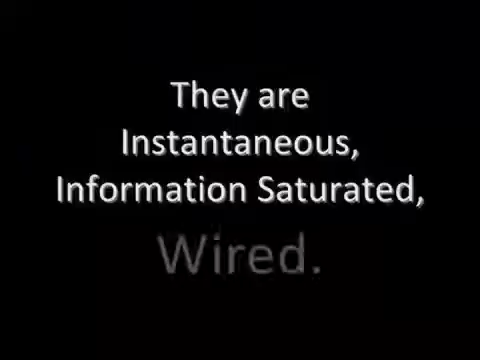 They are
Instantaneous,
Information Saturated,
Wired.